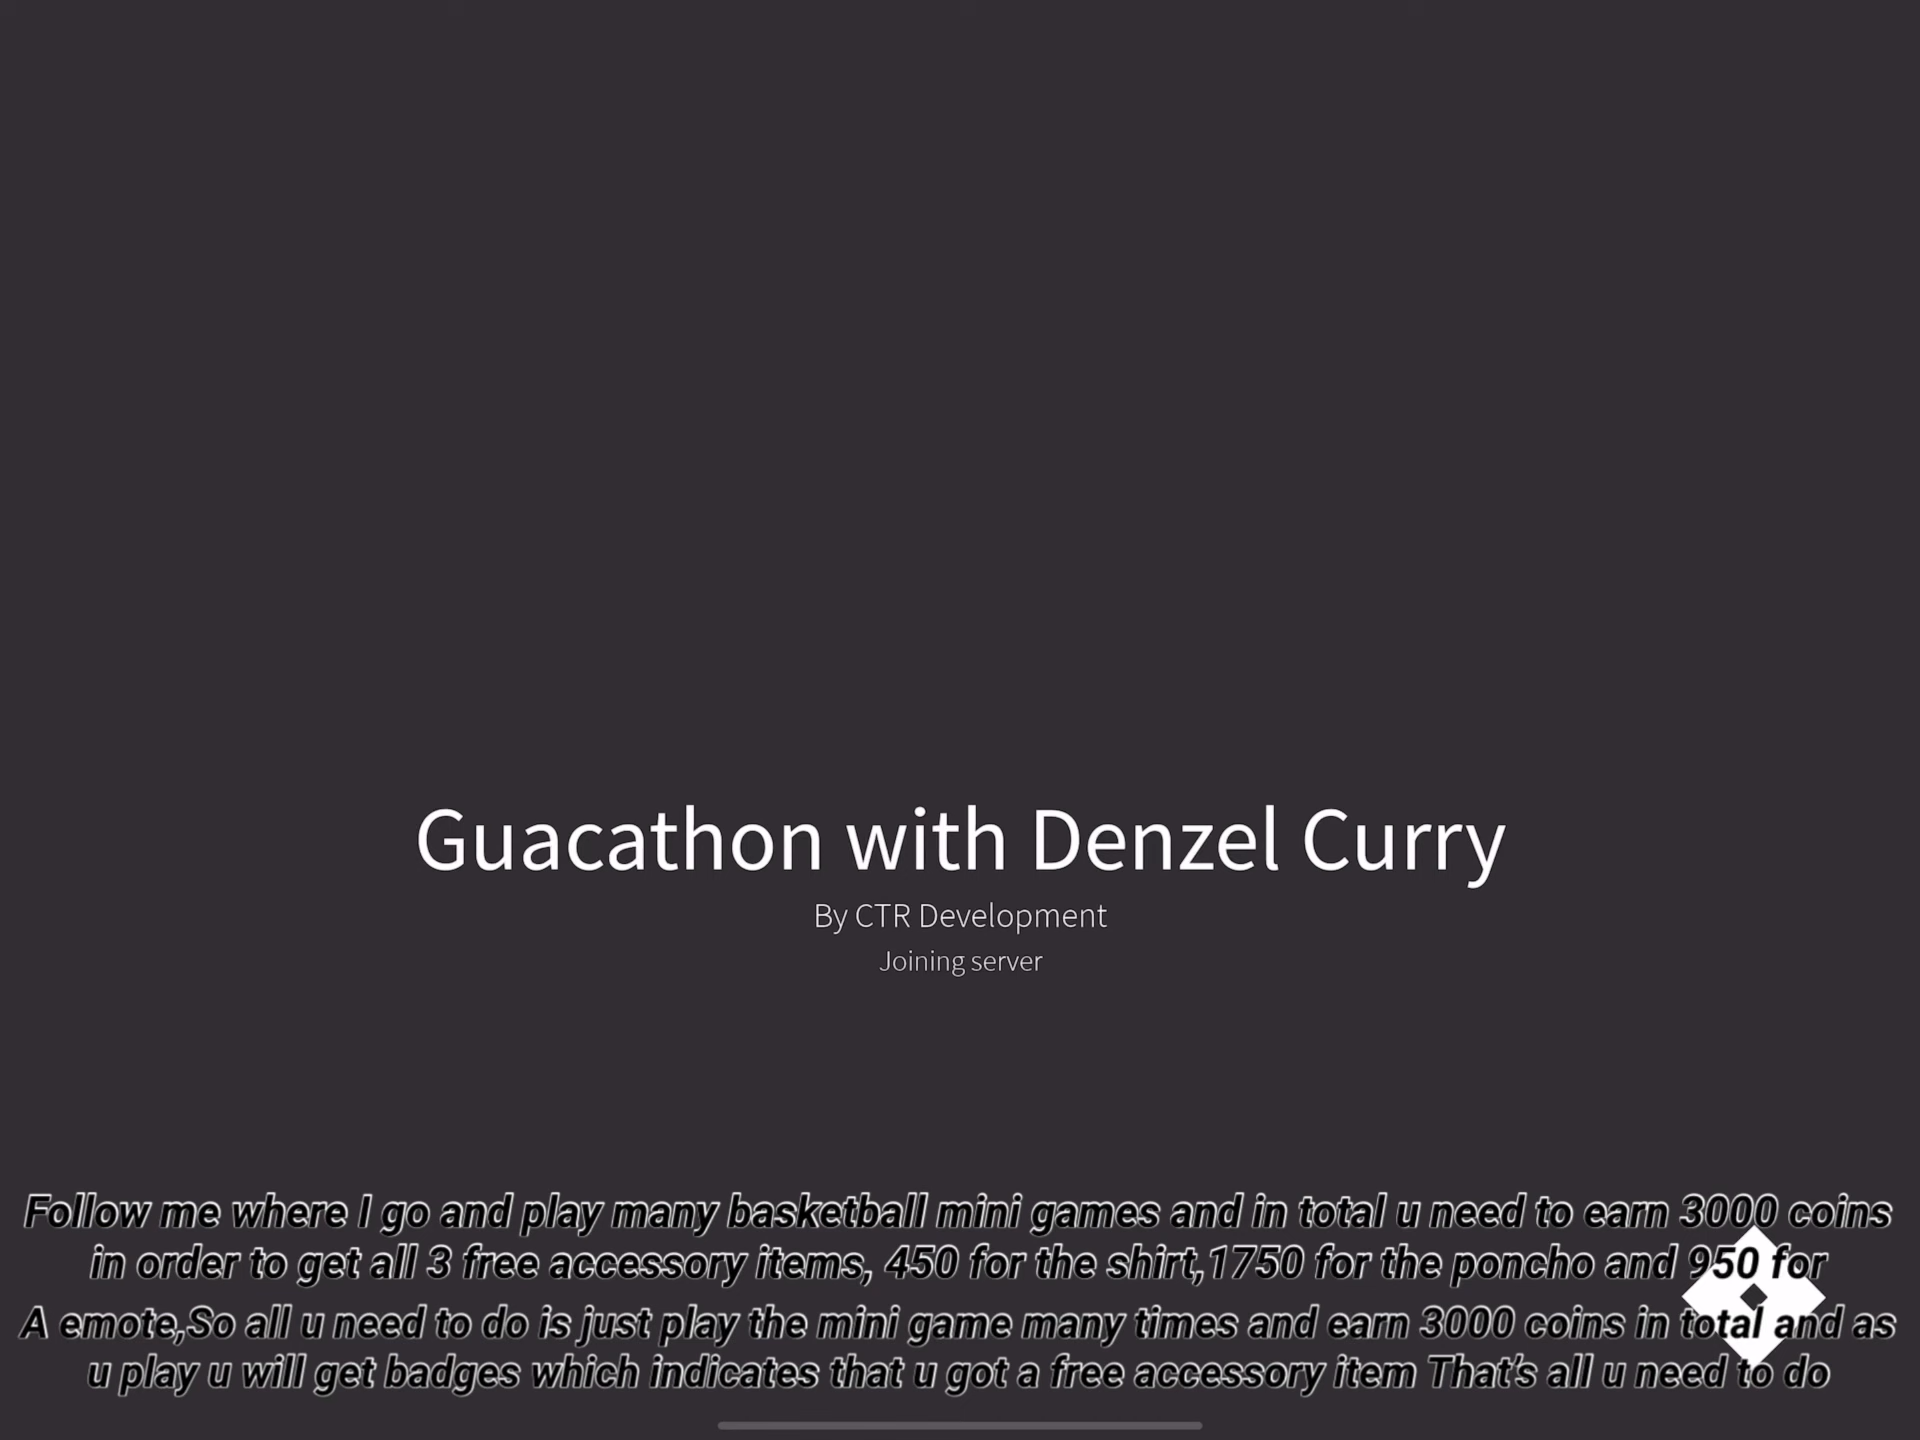 Guacathon with Denzel Curry
By CTR Development
Joining server
Follow me where I go and play many basketball mini games and in total u need to earn 3000 coins
in order to get all 3 free accessory items, 450 for the shirt,1750 for the poncho and 950 for
A emote,So all u need to do is just play the mini game many times and earn 3000 coins in total and as
u play u will get badges which indicates that u got a free accessory item That's all u need to do